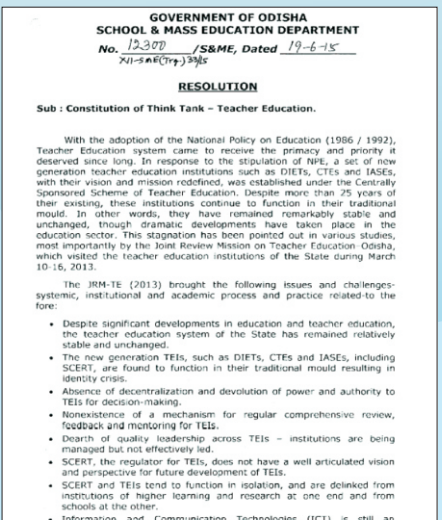 GOVERNMENT OF ODISHA
SCHOOL & MASS EDUCATION DEPARTMENT
No. 12300 /S&ME, Dated 19-6-15
XII-SME(Trg.)33/15
RESOLUTION
Sub : Constitution of Think Tank – Teacher Education.
With the adoption of the National Policy on Education (1986 / 1992),
Teacher Education system came to receive the primacy and priority it
deserved since long. In response to the stipulation of NPE, a set of new
generation teacher education institutions such as DIETs, CTEs and IASEs,
with their vision and mission redefined, was established under the Centrally
Sponsored Scheme of Teacher Education. Despite more than 25 years of
their existing, these institutions continue to function in their traditional
mould. In other words, they have remained remarkably stable and
unchanged, though dramatic developments have taken place in the
education sector. This stagnation has been pointed out in various studies,
most importantly by the Joint Review Mission on Teacher Education-Odisha,
which visited the teacher education institutions of the State during March
10-16, 2013.
The JRM-TE (2013) brought the following issues and challenges-
systemic, institutional and academic process and practice related-to the
fore:
• Despite significant developments in education and teacher education,
the teacher education system of the State has remained relatively
stable and unchanged.
• The new generation TEIs, such as DIETs, CTEs and IASEs, including
SCERT, are found to function in their traditional mould resulting in
identity crisis.
• Absence of decentralization and devolution of power and authority to
TEIs for decision-making.
• Nonexistence of a mechanism for regular comprehensive review,
feedback and mentoring for TEIs.
• Dearth of quality leadership across TEIs – institutions are being
managed but not effectively led.
• SCERT, the regulator for TEIs, does not have a well articulated vision
and perspective for future development of TEIs.
• SCERT and TEIs tend to function in isolation, and are delinked from
institutions of higher learning and research at one end and from
schools at the other.
• Information and Communication Technologies (ICT) is still an